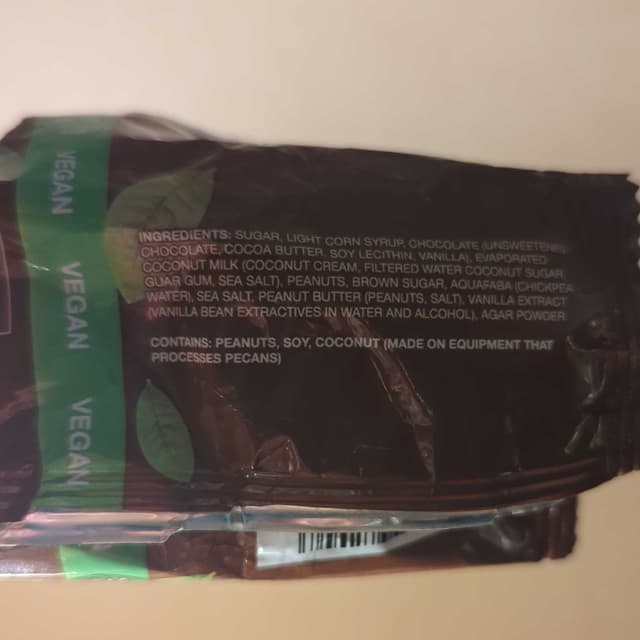 VEGAN
VEGAN
VEGAN
INGREDIENTS: SUGAR, LIGHT CORN SYRUP, CHOCOLATE (UNSWEETENED
CHOCOLATE, COCOA BUTTER, SOY LECITHIN, VANILLA), EVAPORATED
COCONUT MILK (COCONUT CREAM, FILTERED WATER COCONUT SUGAR,
GUAR GUM, SEA SALT), PEANUTS, BROWN SUGAR, AQUAFABA (CHICKPEA
WATER), SEA SALT, PEANUT BUTTER (PEANUTS, SALT), VANILLA EXTRACT
(VANILLA BEAN EXTRACTIVES IN WATER AND ALCOHOL), AGAR POWDER
CONTAINS: PEANUTS, SOY, COCONUT (MADE ON EQUIPMENT THAT
PROCESSES PECANS)